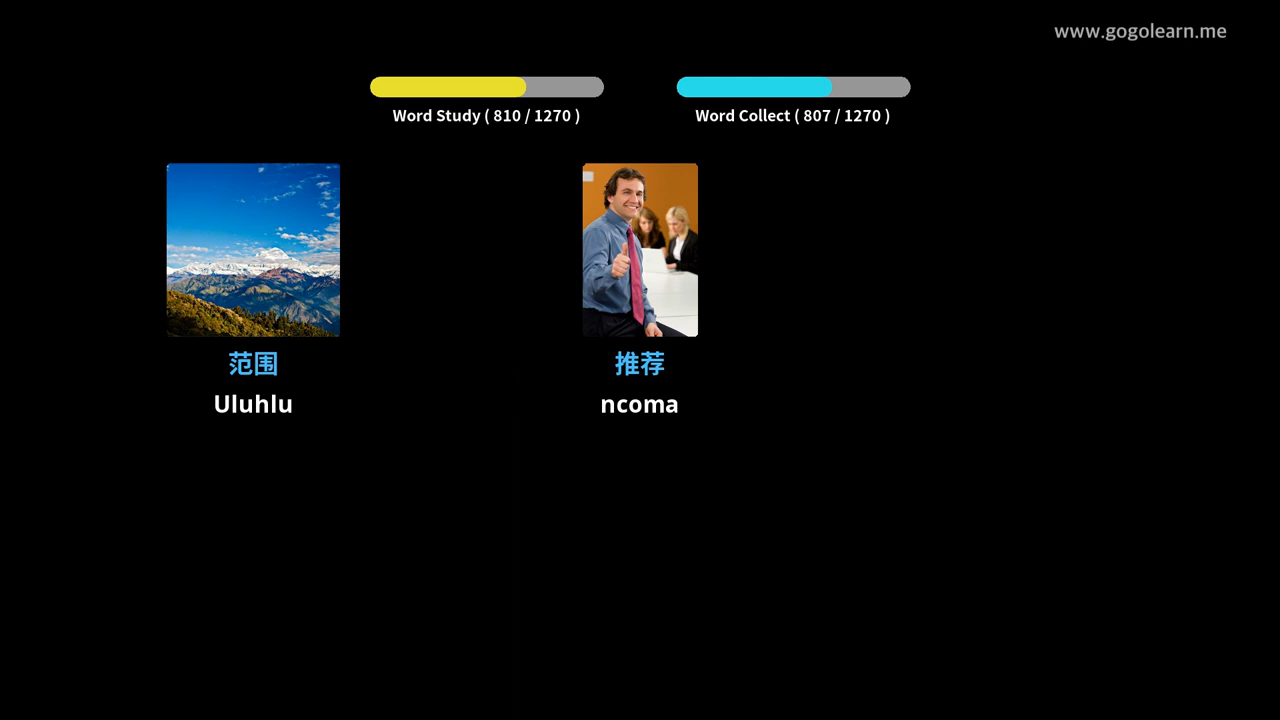 www.gogolearn.me
Word Study ( 810 / 1270 )
Word Collect ( 807 / 1270 )
范围
Uluhlu
推荐
ncoma